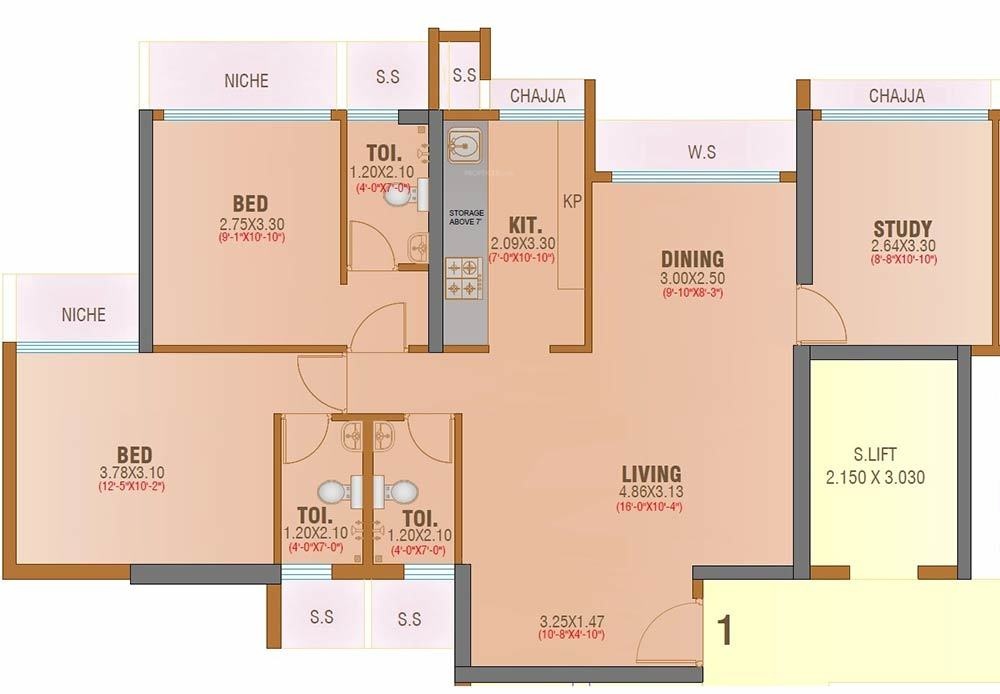 NICHE
S.S
S.S
CHAJJA
CHAJJA
W.S
TOI.
1.20X2.10
(4'-0"X7'-0")
BED
2.75X3.30
(9'-1"X10'-10")
STORAGE
ABOVE 7'
KP
KIT.
2.09X3.30
(7'-0"X10'-10")
DINING
3.00X2.50
(9'-10"X8'-3")
STUDY
2.64X3.30
(8'-8"X10'-10")
NICHE
BED
3.78X3.10
(12'-5"X10'-2")
LIVING
4.86X3.13
(16'-0"X10'-4")
S.LIFT
2.150 X 3.030
TOI.
1.20X2.10
(4'-0"X7'-0")
TOI.
1.20X2.10
(4'-0"X7'-0")
S.S
S.S
3.25X1.47
(10'-8"X4'-10")
1